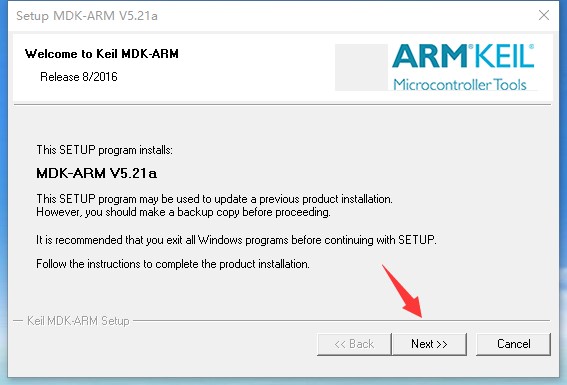 Setup MDK-ARM V5.21a
Welcome to Keil MDK-ARM
Release 8/2016
ARM®KEIL®
Microcontroller Tools
This SETUP program installs:
MDK-ARM V5.21a
This SETUP program may be used to update a previous product installation.
However, you should make a backup copy before proceeding.
It is recommended that you exit all Windows programs before continuing with SETUP.
Follow the instructions to complete the product installation.
Keil MDK-ARM Setup
<< Back
Next >>
Cancel